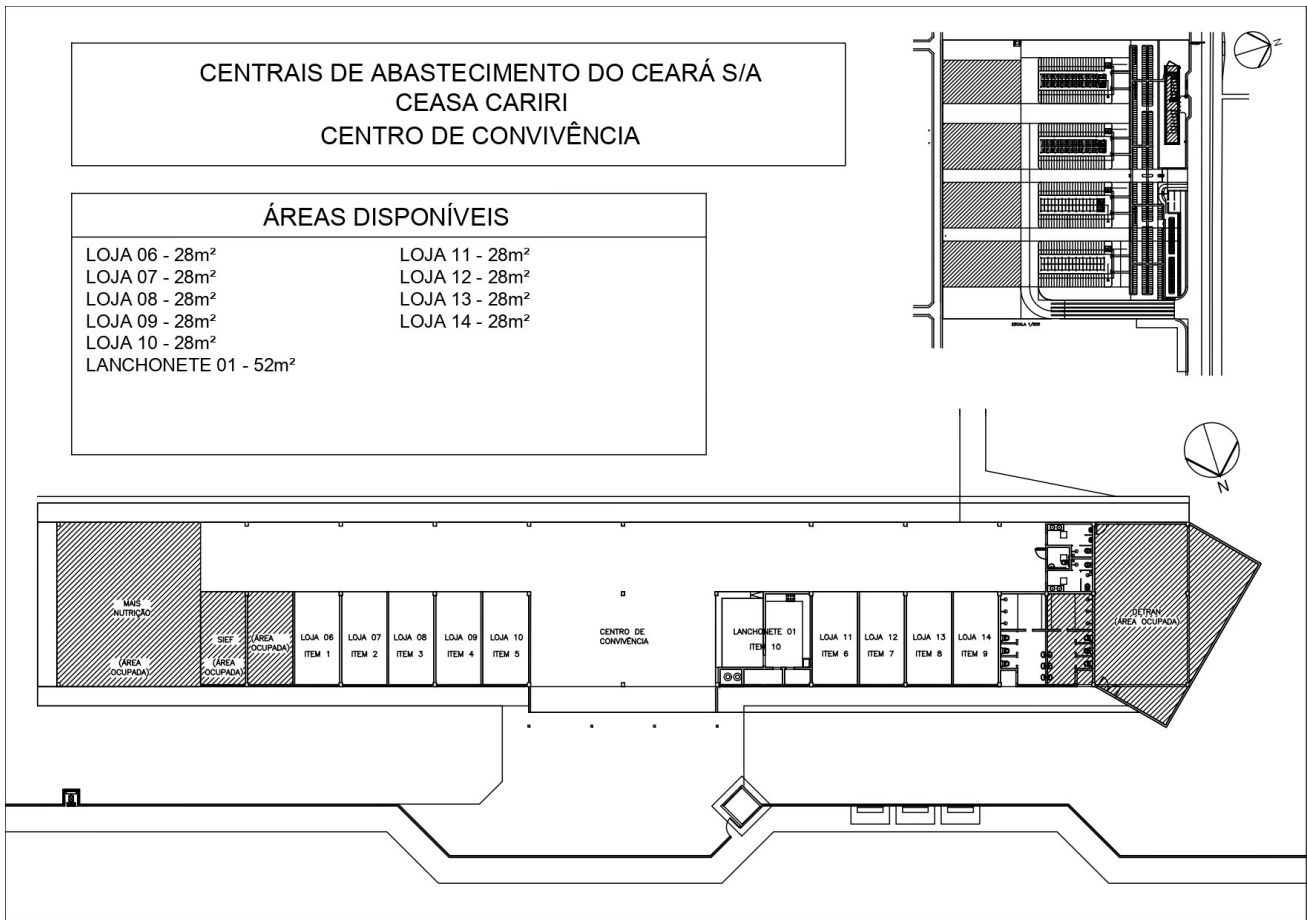 CENTRAIS DE ABASTECIMENTO DO CEARÁ S/A
CEASA CARIRI
CENTRO DE CONVIVÊNCIA
N
ESCALA 1/500
ÁREAS DISPONÍVEIS
LOJA 06 - 28m²
LOJA 07 - 28m²
LOJA 08 - 28m²
LOJA 09 - 28m²
LOJA 10 - 28m²
LANCHONETE 01 - 52m²
LOJA 11 - 28m²
LOJA 12 - 28m²
LOJA 13 - 28m²
LOJA 14 - 28m²
N
MAIS
NUTRIÇÃO
(ÁREA
OCUPADA)
SIEF
(ÁREA
OCUPADA)
(ÁREA
OCUPADA)
LOJA 06
ITEM 1
LOJA 07
ITEM 2
LOJA 08
ITEM 3
LOJA 09
ITEM 4
LOJA 10
ITEM 5
CENTRO DE
CONVIVÊNCIA
LANCHONETE 01
ITEM 10
LOJA 11
ITEM 6
LOJA 12
ITEM 7
LOJA 13
ITEM 8
LOJA 14
ITEM 9
DETRAN
(ÁREA OCUPADA)